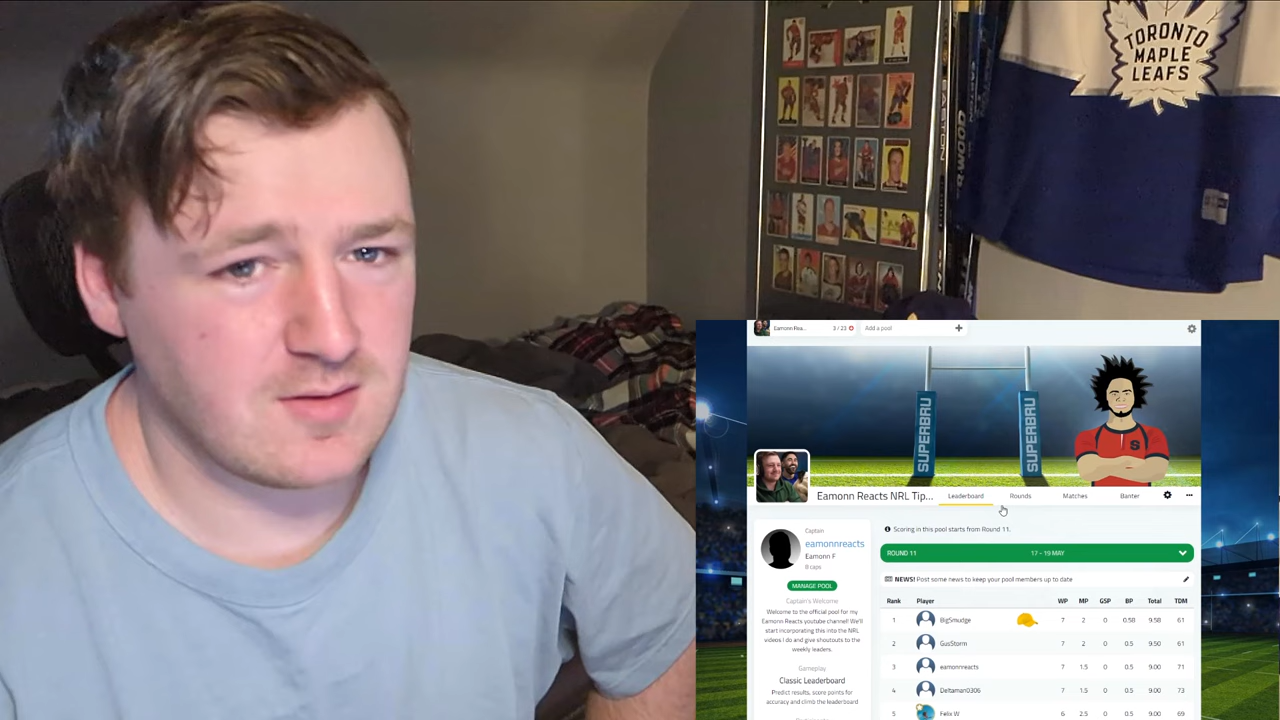 TORONTO
MAPLE
LEAFS
EASTON
Eamonn Rea...
3 / 23
Add a pool
SUPERBRU
SUPERBRU
S
Eamonn Reacts NRL Tip...
Leaderboard
Rounds
Matches
Banter
Captain
eamonnreacts
Eamonn F
8 caps
MANAGE POOL
Captain's Welcome
Welcome to the official pool for my
Eamonn Reacts youtube channel! We'll
start incorporating this into the NRL
videos I do and give shoutouts to the
weekly leaders.
Gameplay
Classic Leaderboard
Predict results, score points for
accuracy and climb the leaderboard
Scoring in this pool starts from Round 11.
ROUND 11 17 - 19 MAY
NEWS! Post some news to keep your pool members up to date
Rank Player WP MP GSP BP Total TDM
1 BigSmudge 7 2 0 0.58 9.58 61
2 GusStorm 7 2 0 0.5 9.50 61
3 eamonnreacts 7 1.5 0 0.5 9.00 71
4 Deltaman0306 7 1.5 0 0.5 9.00 73
5 Felix W 6 2.5 0 0.5 9.00 69